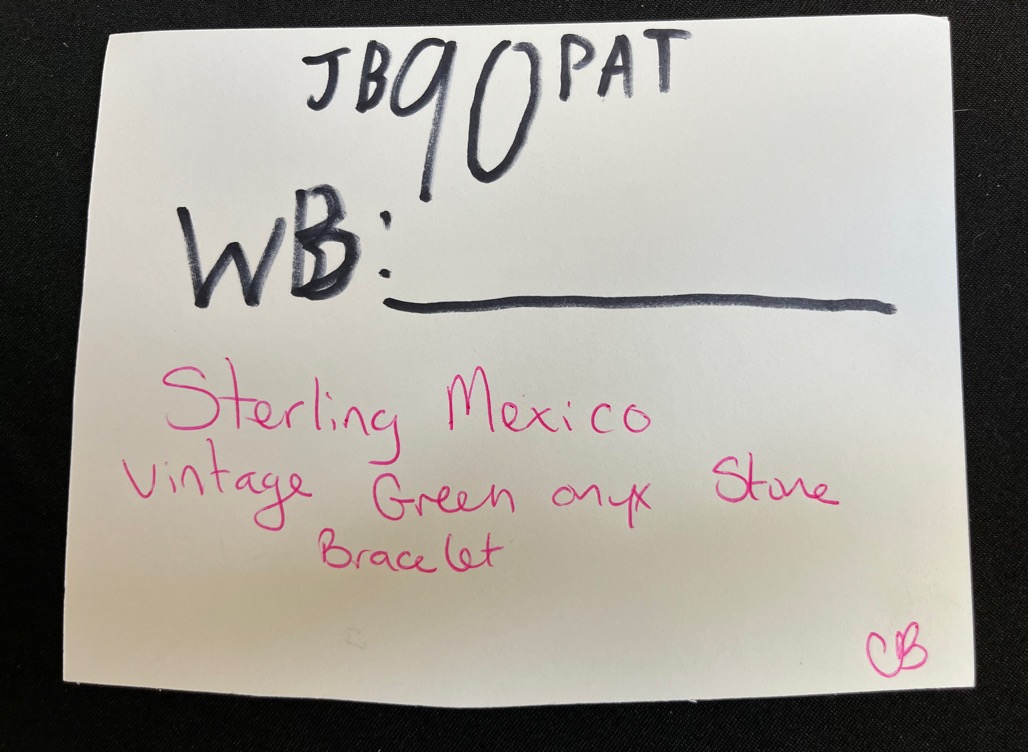 JB90PAT
WB:
Sterling Mexico
Vintage Green onyx Stone
Bracelet
CB